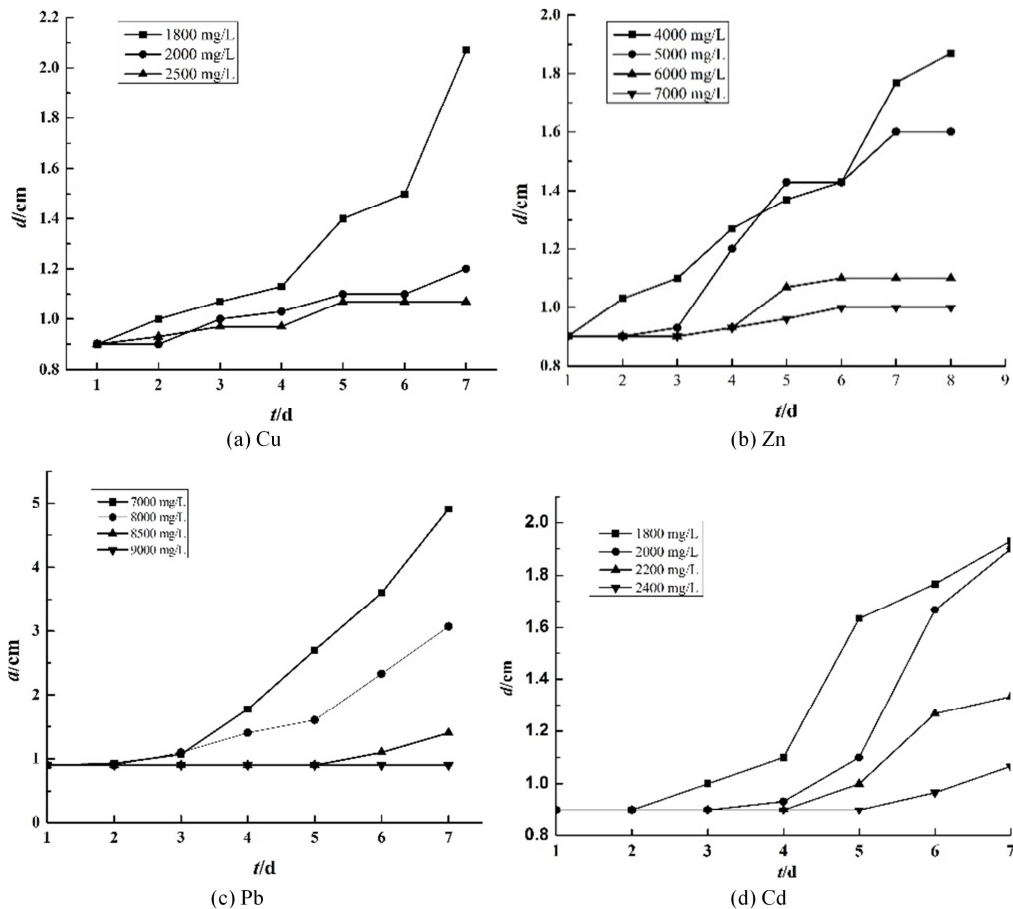 2.2
2.0
1.8
1.6
1.4
1.2
1.0
0.8
d/cm
1800 mg/L
2000 mg/L
2500 mg/L
1 2 3 4 5 6 7
t/d
(a) Cu
2.0
1.8
1.6
1.4
1.2
1.0
0.8
d/cm
4000 mg/L
5000 mg/L
6000 mg/L
7000 mg/L
1 2 3 4 5 6 7 8 9
t/d
(b) Zn
5
4
3
2
1
0
a/cm
7000 mg/L
8000 mg/L
8500 mg/L
9000 mg/L
1 2 3 4 5 6 7
t/d
(c) Pb
2.0
1.8
1.6
1.4
1.2
1.0
0.8
d/cm
1800 mg/L
2000 mg/L
2200 mg/L
2400 mg/L
1 2 3 4 5 6 7
t/d
(d) Cd